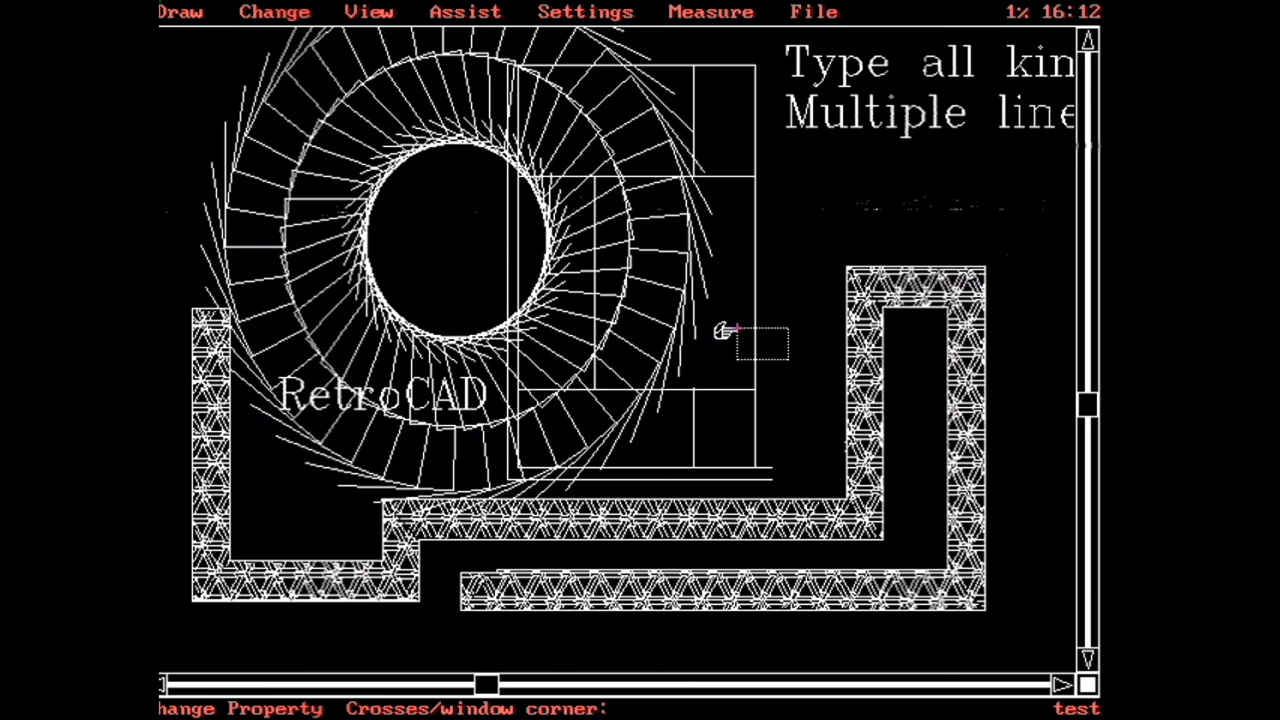 Draw Change View Assist Settings Measure File 1% 16:12
Type all kin
Multiple line
RetroCAD
hange Property Crosses/window corner: test